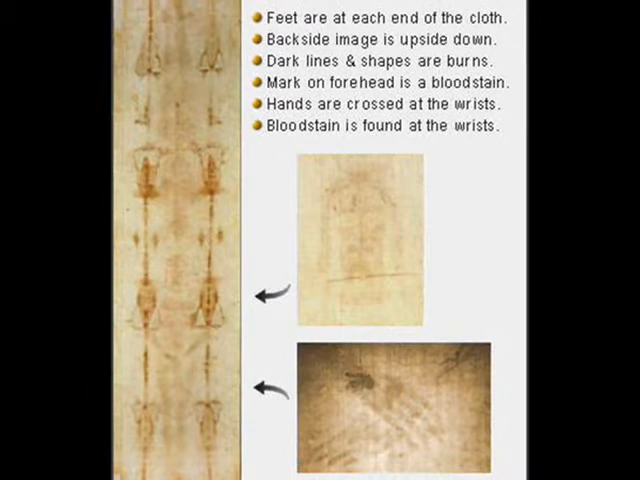 Feet are at each end of the cloth.
Backside image is upside down.
Dark lines & shapes are burns.
Mark on forehead is a bloodstain.
Hands are crossed at the wrists.
Bloodstain is found at the wrists.